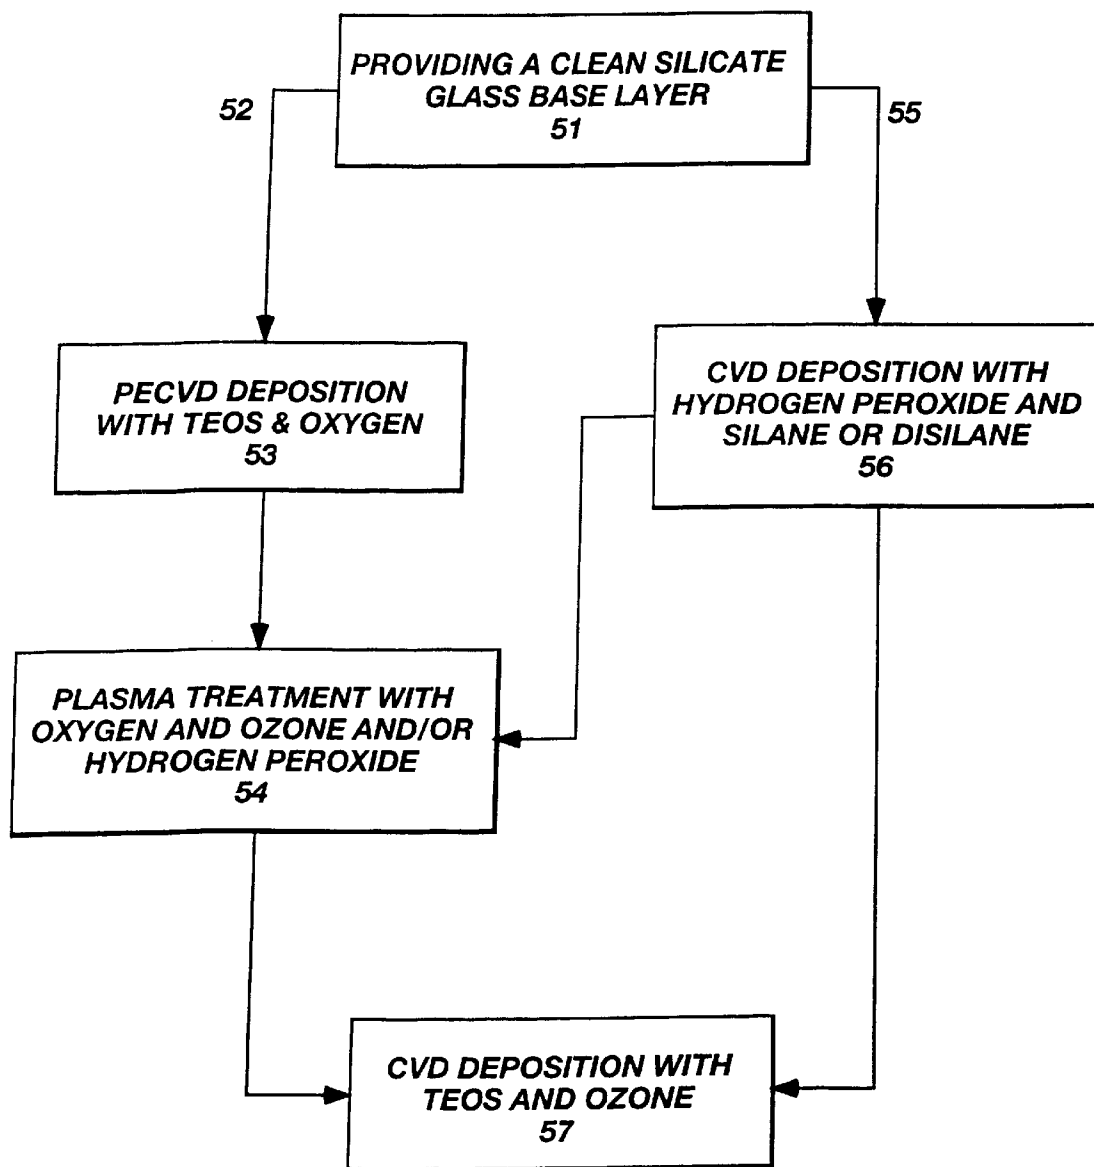 PROVIDING A CLEAN SILICATE
GLASS BASE LAYER
51
52
55
PECVD DEPOSITION
WITH TEOS & OXYGEN
53
CVD DEPOSITION WITH
HYDROGEN PEROXIDE AND
SILANE OR DISILANE
56
PLASMA TREATMENT WITH
OXYGEN AND OZONE AND/OR
HYDROGEN PEROXIDE
54
CVD DEPOSITION WITH
TEOS AND OZONE
57